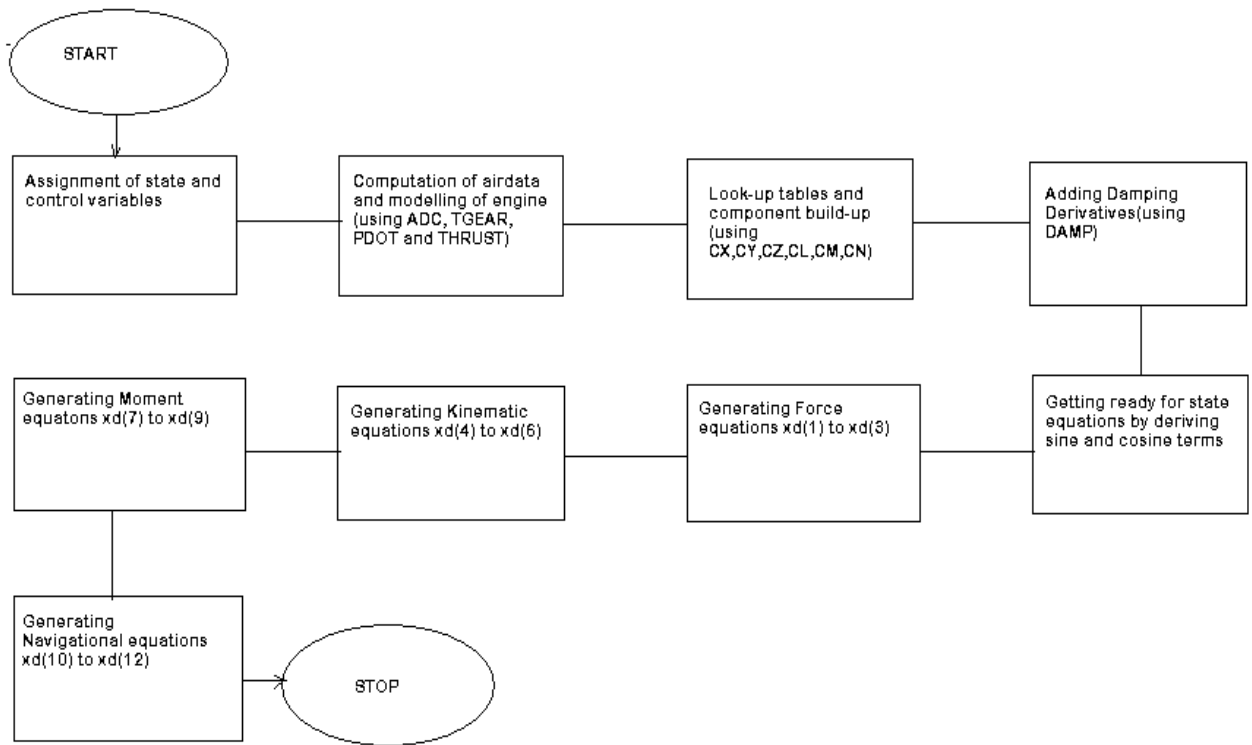 START
Assignment of state and
control variables
Computation of airdata
and modelling of engine
(using ADC, TGEAR,
PDOT and THRUST)
Look-up tables and
component build-up
(using
CX,CY,CZ,CL,CM,CN)
Adding Damping
Derivatives(using
DAMP)
Getting ready for state
equations by deriving
sine and cosine terms
Generating Force
equations xd(1) to xd(3)
Generating Kinematic
equations xd(4) to xd(6)
Generating Moment
equatons xd(7) to xd(9)
Generating
Navigational equations
xd(10) to xd(12)
STOP